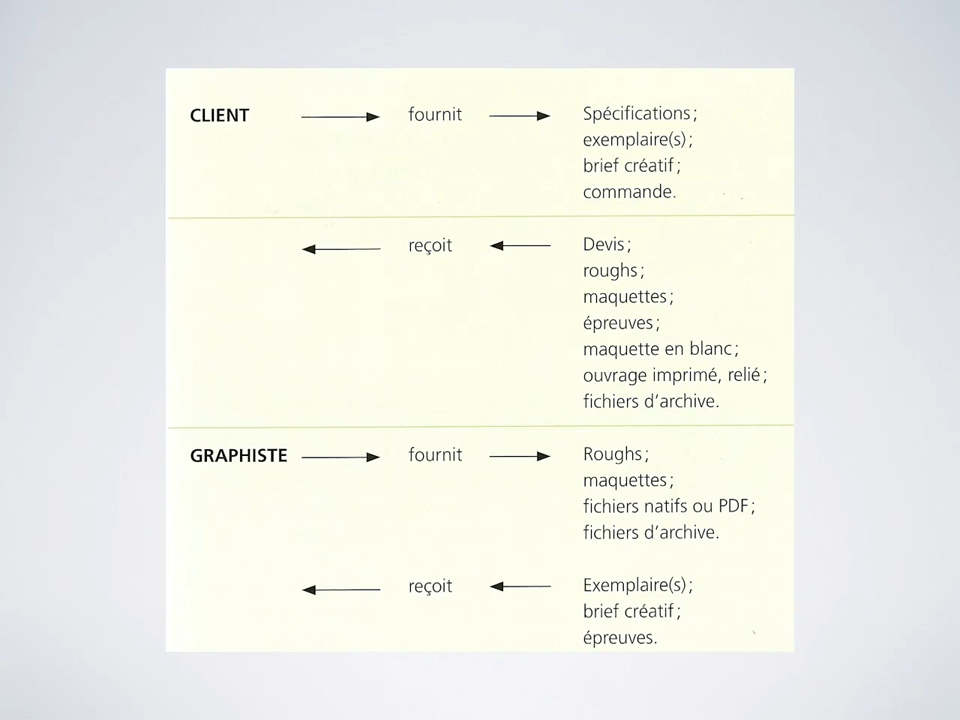 CLIENT fournit Spécifications ;
exemplaire(s) ;
brief créatif ;
commande.
reçoit Devis ;
roughs ;
maquettes ;
épreuves ;
maquette en blanc ;
ouvrage imprimé, relié ;
fichiers d’archive.
GRAPHISTE fournit Roughs ;
maquettes ;
fichiers natifs ou PDF ;
fichiers d’archive.
reçoit Exemplaire(s) ;
brief créatif ;
épreuves.